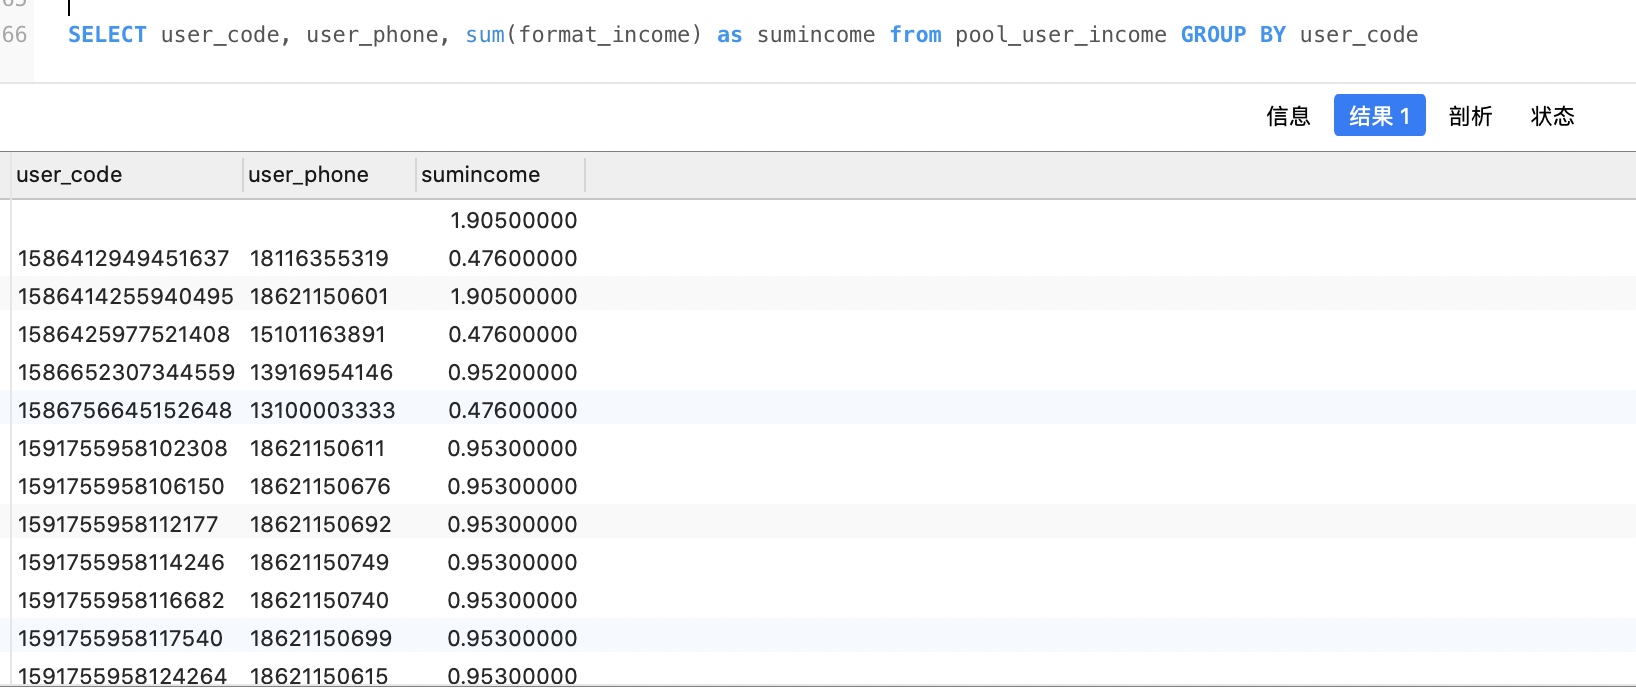 66 SELECT user_code, user_phone, sum(format_income) as sumincome from pool_user_income GROUP BY user_code
信息 结果 1 剖析 状态
user_code user_phone sumincome
1.90500000
1586412949451637 18116355319 0.47600000
1586414255940495 18621150601 1.90500000
1586425977521408 15101163891 0.47600000
1586652307344559 13916954146 0.95200000
1586756645152648 13100003333 0.47600000
1591755958102308 18621150611 0.95300000
1591755958106150 18621150676 0.95300000
1591755958112177 18621150692 0.95300000
1591755958114246 18621150749 0.95300000
1591755958116682 18621150740 0.95300000
1591755958117540 18621150699 0.95300000
1591755958124264 18621150615 0.95300000